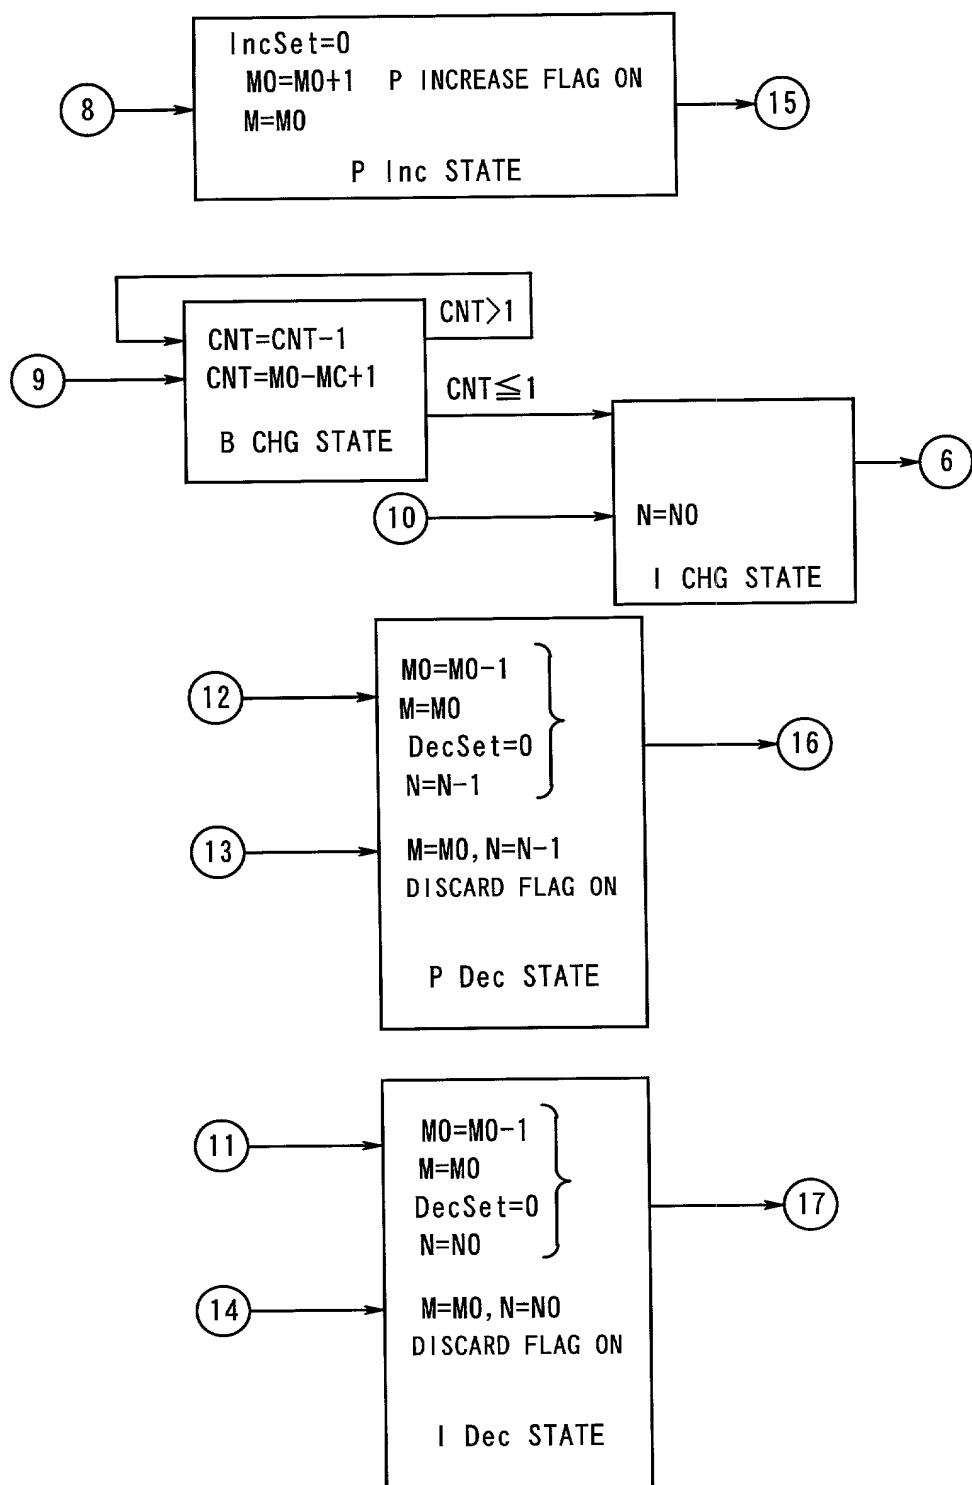 IncSet=0
M0=M0+1 P INCREASE FLAG ON
M=M0
P Inc STATE
8
15
CNT>1
CNT=CNT-1
CNT=M0-MC+1
B CHG STATE
9
CNT≦1
10
N=N0
I CHG STATE
6
12
M0=M0-1
M=M0
DecSet=0
N=N-1
16
13
M=M0, N=N-1
DISCARD FLAG ON
P Dec STATE
11
M0=M0-1
M=M0
DecSet=0
N=N0
17
14
M=M0, N=N0
DISCARD FLAG ON
I Dec STATE